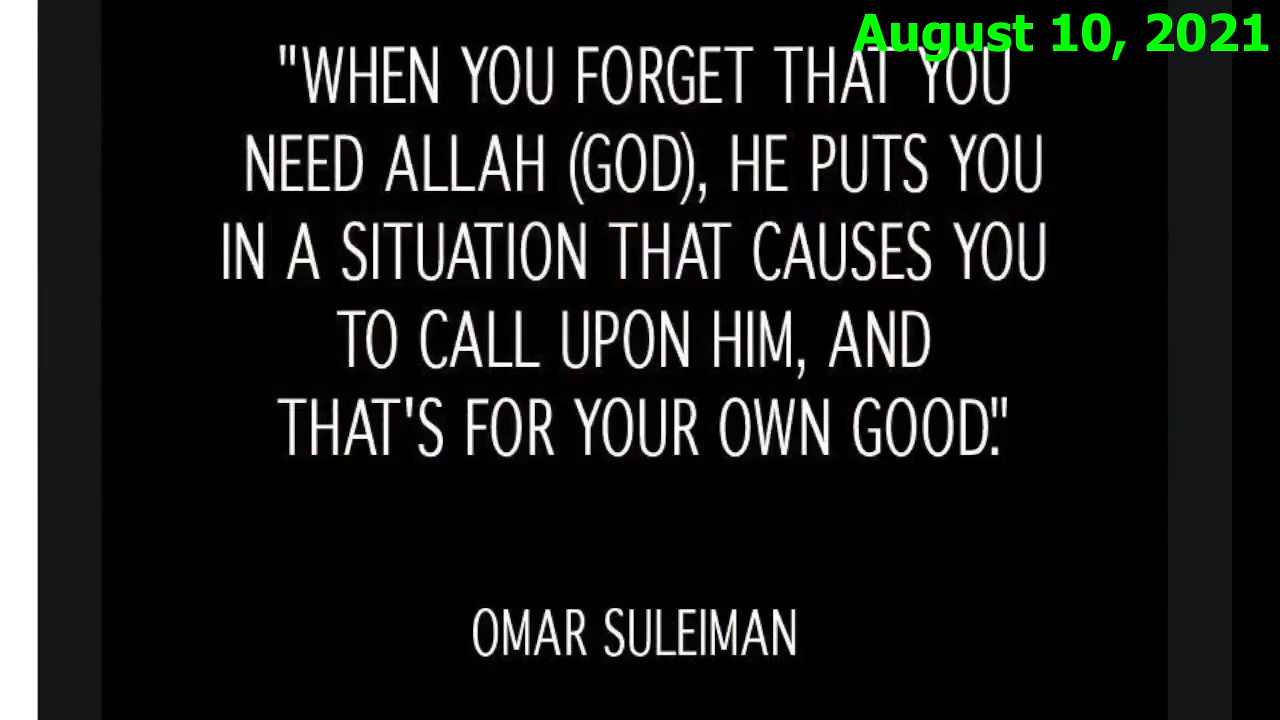 August 10, 2021
"WHEN YOU FORGET THAT YOU
NEED ALLAH (GOD), HE PUTS YOU
IN A SITUATION THAT CAUSES YOU
TO CALL UPON HIM, AND
THAT'S FOR YOUR OWN GOOD."
OMAR SULEIMAN